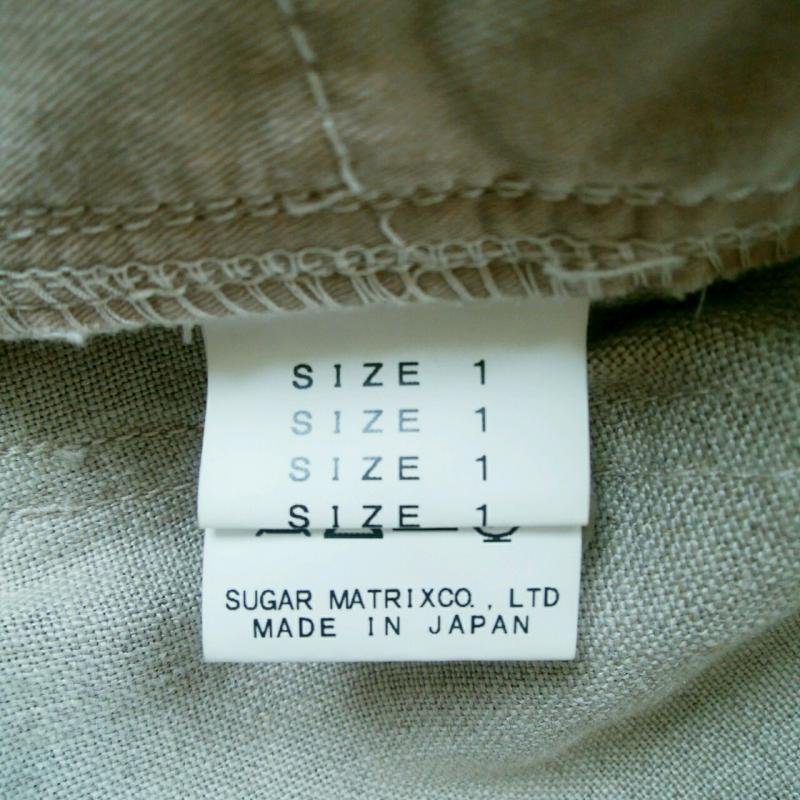 SIZE 1
SIZE 1
SIZE 1
SIZE 1
SUGAR MATRIXCO., LTD
MADE IN JAPAN